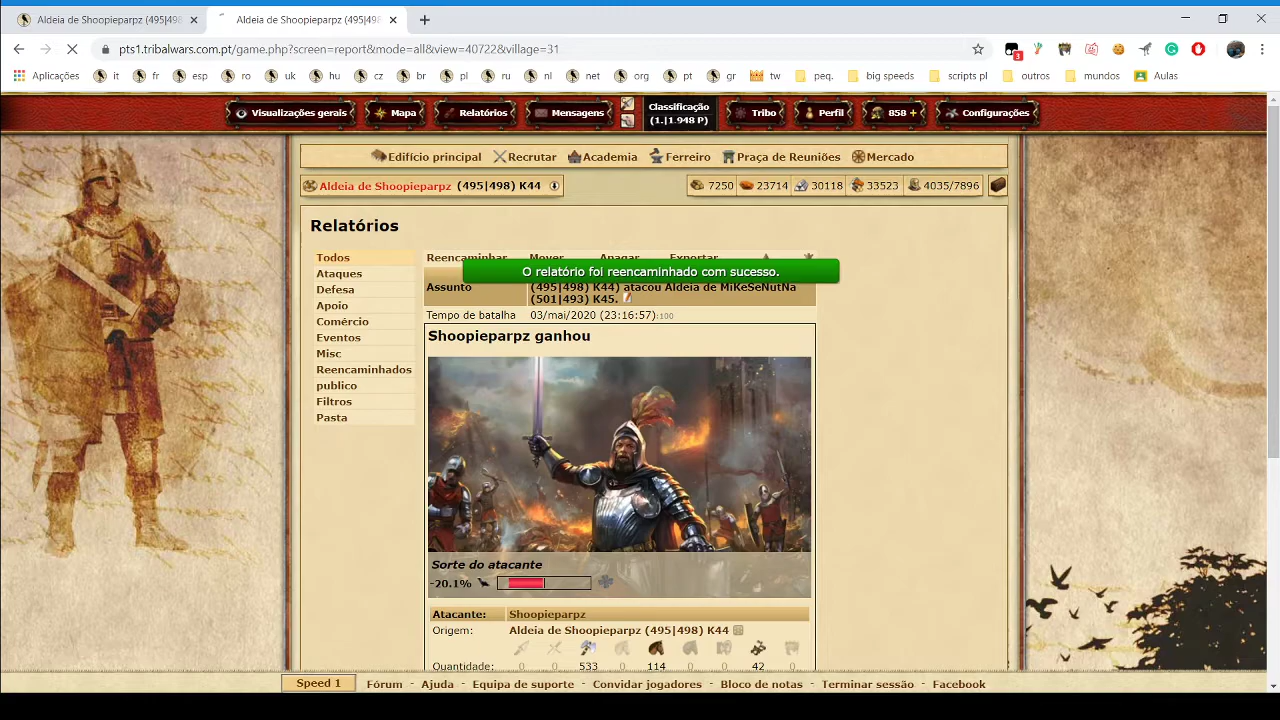 Aldeia de Shoopieparpz (495|498
Aldeia de Shoopieparpz (495|498
pts1.tribalwars.com.pt/game.php?screen=report&mode=all&view=40722&village=31
3
Aplicações it fr esp ro uk hu cz br pl ru nl net org pt gr tw peq. big speeds scripts pl outros mundos Aulas
Visualizações gerais Mapa Relatórios Mensagens Classificação Tribo Perfil 858 + Configurações
(1.|1.948 P)
Edifício principal Recrutar Academia Ferreiro Praça de Reuniões Mercado
Aldeia de Shoopieparpz (495|498) K44 7250 23714 30118 33523 4035/7896
Relatórios
Todos
Ataques
Defesa
Apoio
Comércio
Eventos
Misc
Reencaminhados
publico
Filtros
Pasta
Reencaminhar Mover Apagar Exportar
O relatório foi reencaminhado com sucesso.
Assunto (495|498) K44) atacou Aldeia de MiKeSeNutNa
(501|493) K45.
Tempo de batalha 03/mai/2020 (23:16:57):100
Shoopieparpz ganhou
Sorte do atacante
-20.1%
Atacante: Shoopieparpz
Origem: Aldeia de Shoopieparpz (495|498) K44
Quantidade: 0 0 533 0 114 0 0 42 0
Speed 1 Fórum - Ajuda - Equipa de suporte - Convidar jogadores - Bloco de notas - Terminar sessão - Facebook